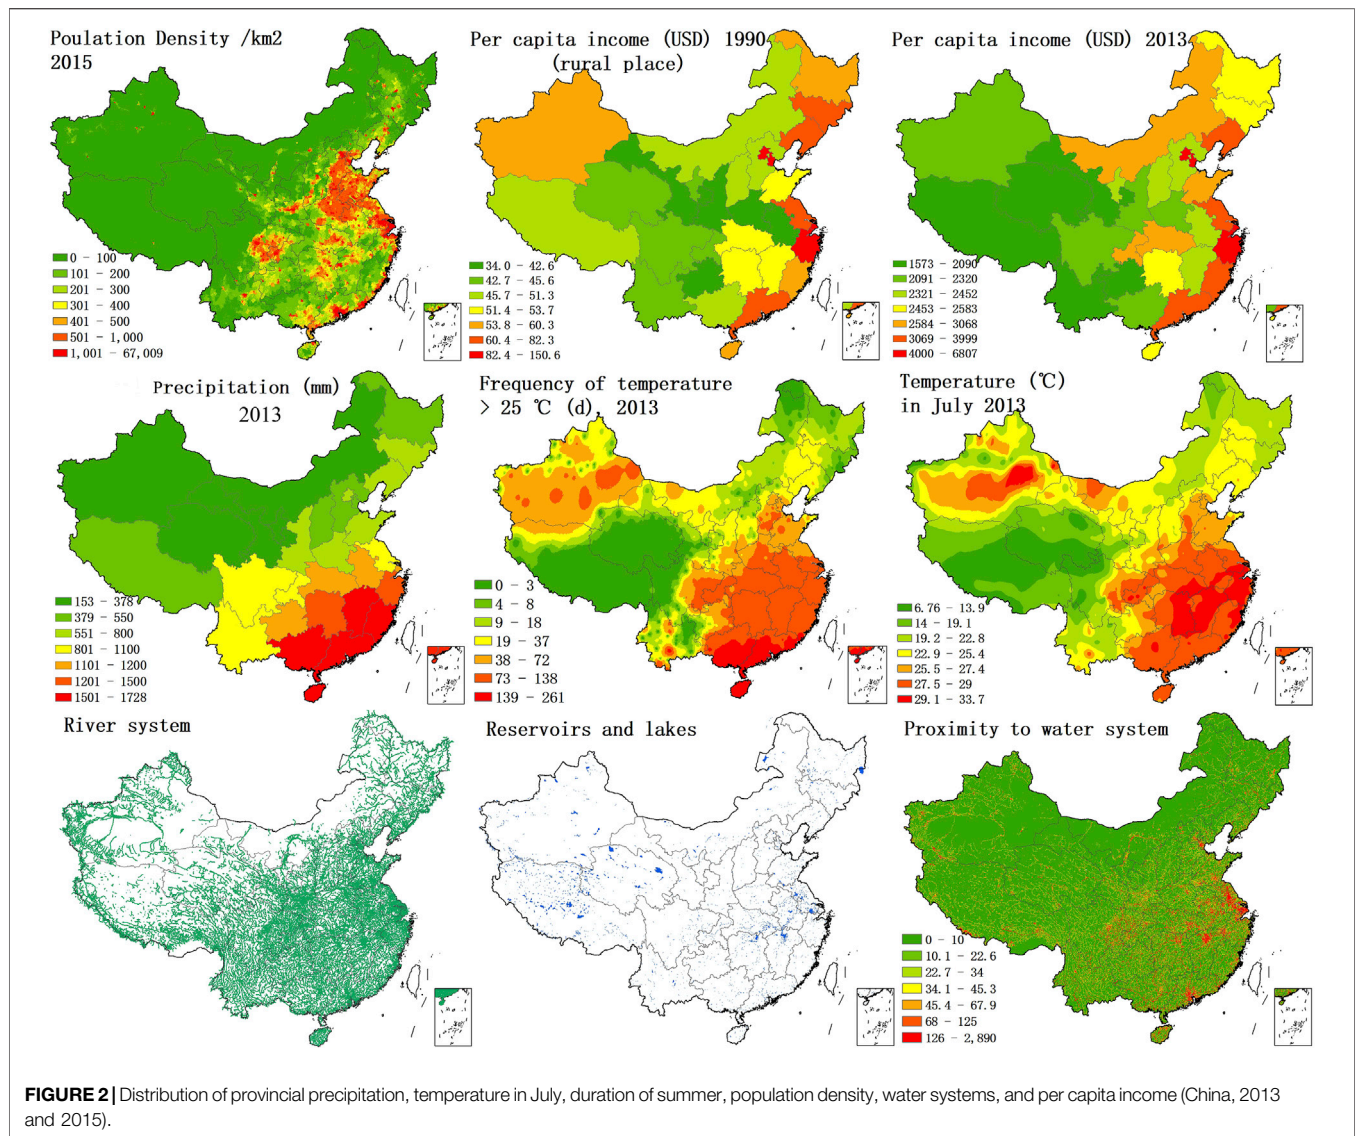 Poulation Density /km2
2015
0 - 100
101 - 200
201 - 300
301 - 400
401 - 500
501 - 1,000
1,001 - 67,009
Per capita income (USD) 1990
(rural place)
34.0 - 42.6
42.7 - 45.6
45.7 - 51.3
51.4 - 53.7
53.8 - 60.3
60.4 - 82.3
82.4 - 150.6
Per capita income (USD) 2013
1573 - 2090
2091 - 2320
2321 - 2452
2453 - 2583
2584 - 3068
3069 - 3999
4000 - 6807
Precipitation (mm)
2013
153 - 378
379 - 550
551 - 800
801 - 1100
1101 - 1200
1201 - 1500
1501 - 1728
Frequency of temperature
> 25 ℃ (d), 2013
0 - 3
4 - 8
9 - 18
19 - 37
38 - 72
73 - 138
139 - 261
Temperature (℃)
in July 2013
6.76 - 13.9
14 - 19.1
19.2 - 22.8
22.9 - 25.4
25.5 - 27.4
27.5 - 29
29.1 - 33.7
River system
Reservoirs and lakes
Proximity to water system
0 - 10
10.1 - 22.6
22.7 - 34
34.1 - 45.3
45.4 - 67.9
68 - 125
126 - 2,890
FIGURE 2 | Distribution of provincial precipitation, temperature in July, duration of summer, population density, water systems, and per capita income (China, 2013
and 2015).